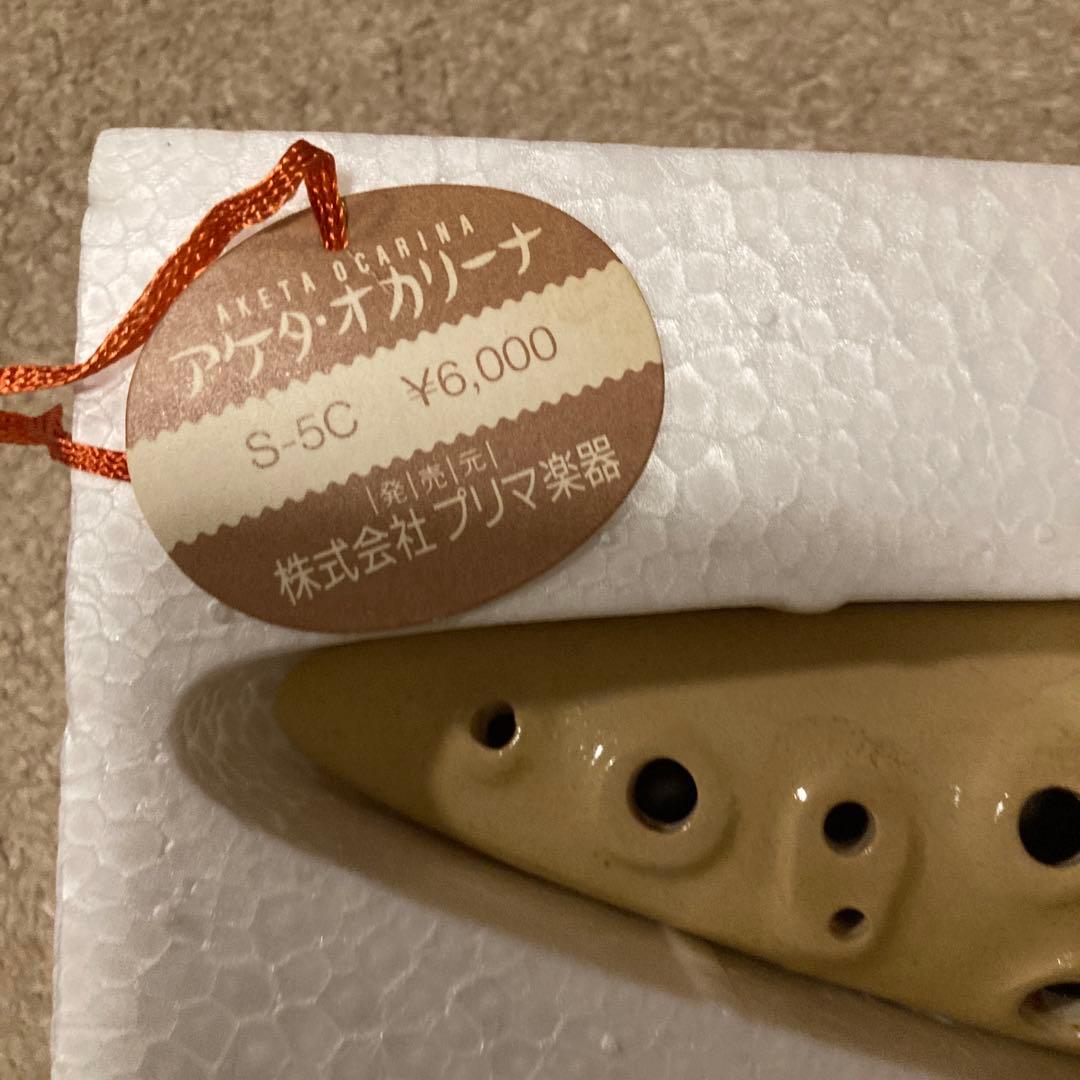 AKETA OCARINA
アケタ・オカリーナ
S-5C ¥6,000
|発|売|元|
株式会社 プリマ楽器